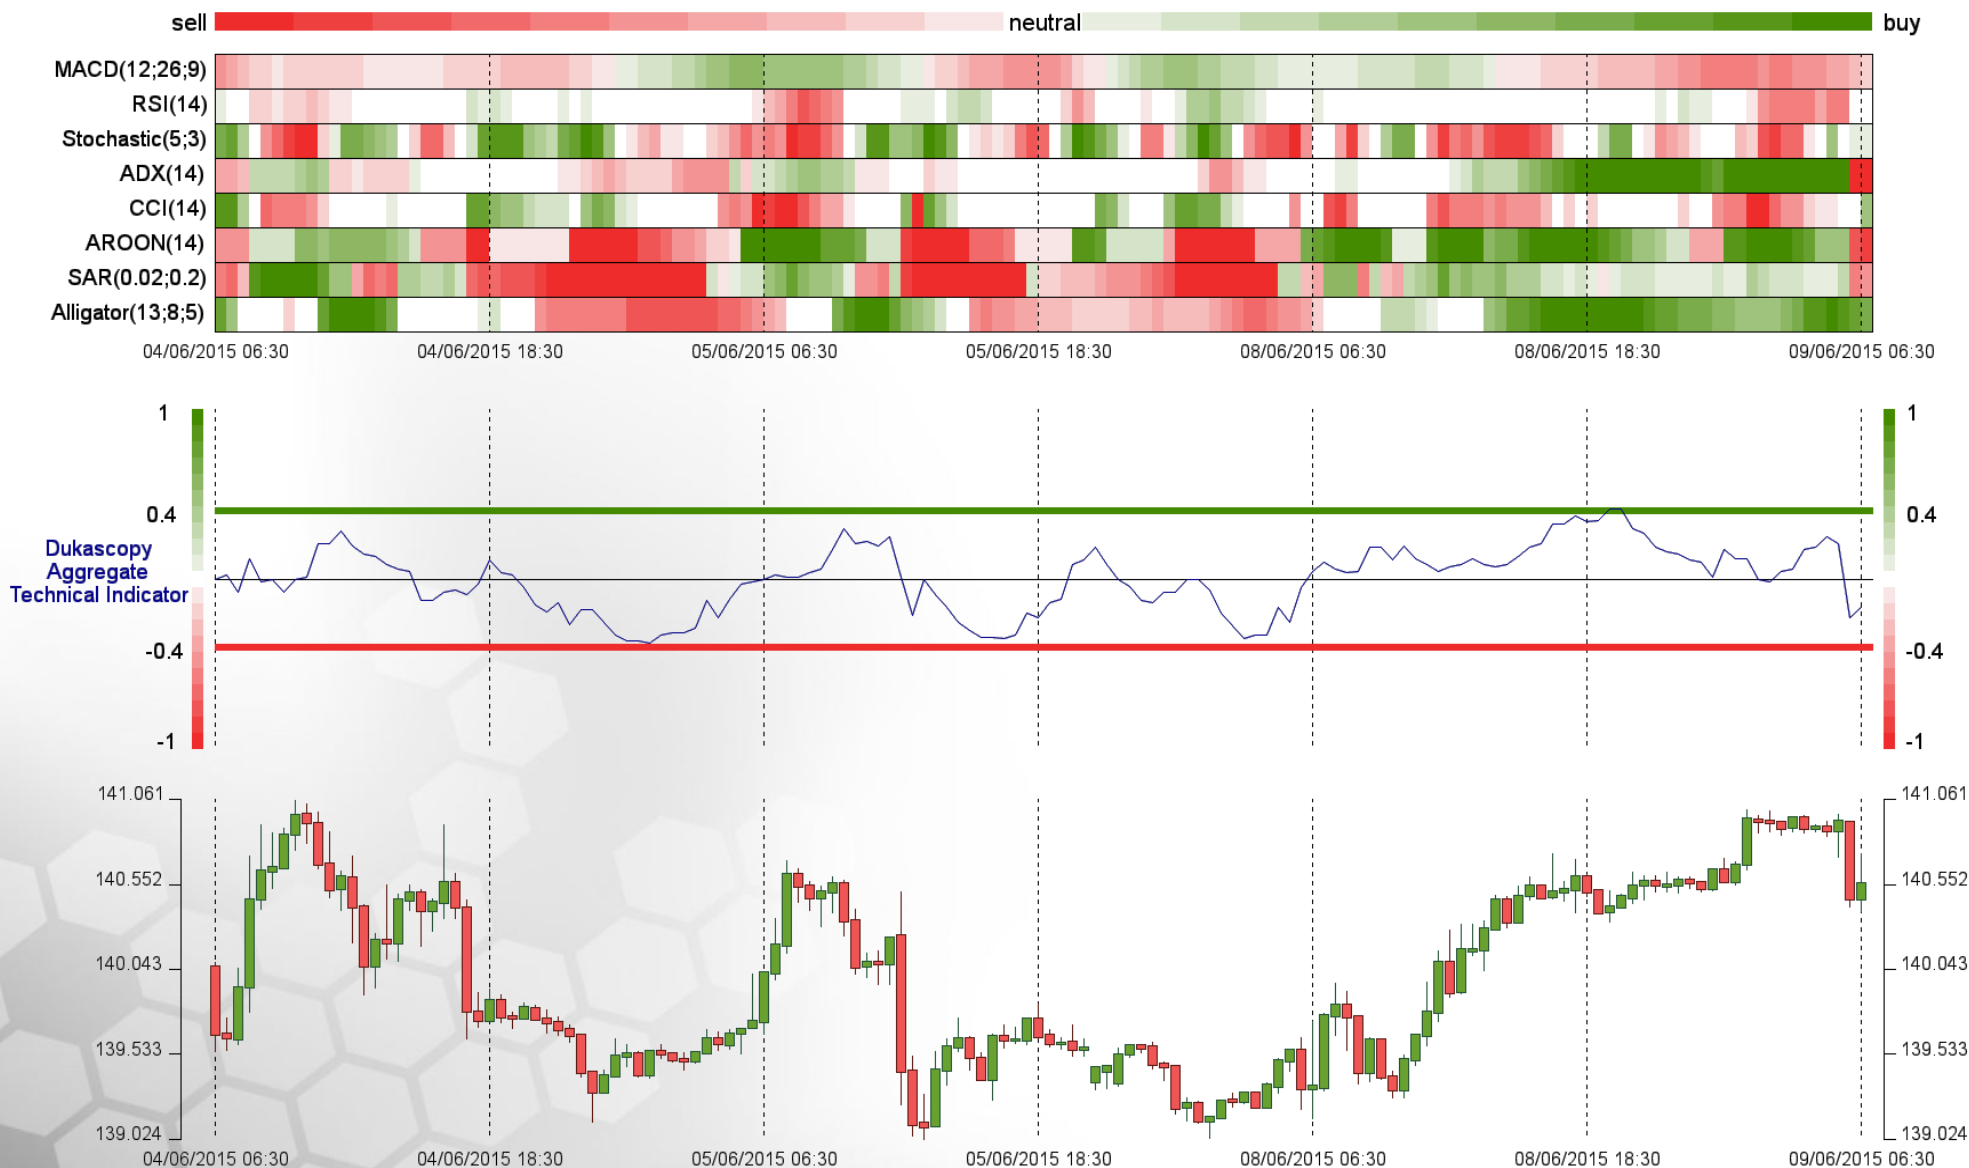 sell neutral buy
MACD(12;26;9)
RSI(14)
Stochastic(5;3)
ADX(14)
CCI(14)
AROON(14)
SAR(0.02;0.2)
Alligator(13;8;5)
04/06/2015 06:30 04/06/2015 18:30 05/06/2015 06:30 05/06/2015 18:30 08/06/2015 06:30 08/06/2015 18:30 09/06/2015 06:30
1 1
0.4 0.4
Dukascopy
Aggregate
Technical Indicator
-0.4 -0.4
-1 -1
141.061 141.061
140.552 140.552
140.043 140.043
139.533 139.533
139.024 139.024
04/06/2015 06:30 04/06/2015 18:30 05/06/2015 06:30 05/06/2015 18:30 08/06/2015 06:30 08/06/2015 18:30 09/06/2015 06:30